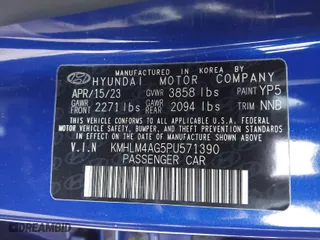 MANUFACTURED IN KOREA BY
HYUNDAI MOTOR COMPANY
APR/15/23 GVWR 3858 lbs PAINT YP5
GAWR FRONT 2271 lbs GAWR REAR 2094 lbs TRIM NNB
THIS VEHICLE CONFORMS TO ALL APPLICABLE U.S. FEDERAL MOTOR
VEHICLE SAFETY, BUMPER, AND THEFT PREVENTION STANDARDS IN
EFFECT ON THE DATE OF MANUFACTURE SHOWN ABOVE.
V.I.N KMHLM4AG5PU571390
PASSENGER CAR
DREAMBID.COM